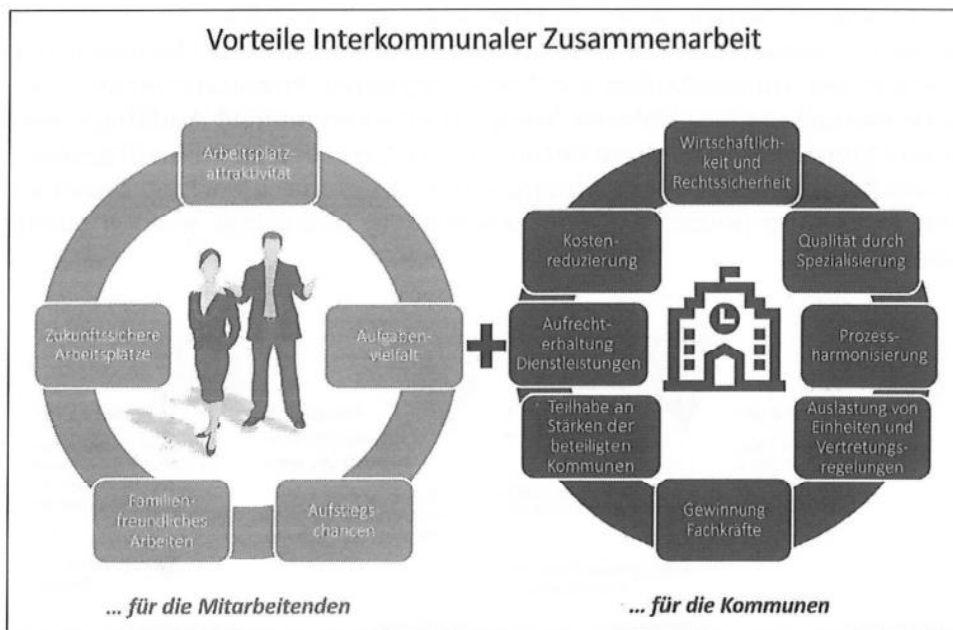 Vorteile Interkommunaler Zusammenarbeit
Arbeitsplatz-
attraktivität
Aufgaben-
vielfalt
Aufstiegs
chancen
Familien-
freundliches
Arbeiten
Zukunftssichere
Arbeitsplätze
... für die Mitarbeitenden
Wirtschaftlich-
keit und
Rechtssicherheit
Qualität durch
Spezialisierung
Prozess-
harmonisierung
Auslastung von
Einheiten und
Vertretungs-
regelungen
Gewinnung
Fachkräfte
Teilhabe an
Stärken der
beteiligten
Kommunen
Aufrecht-
erhaltung
Dienstleistungen
Kosten-
reduzierung
... für die Kommunen